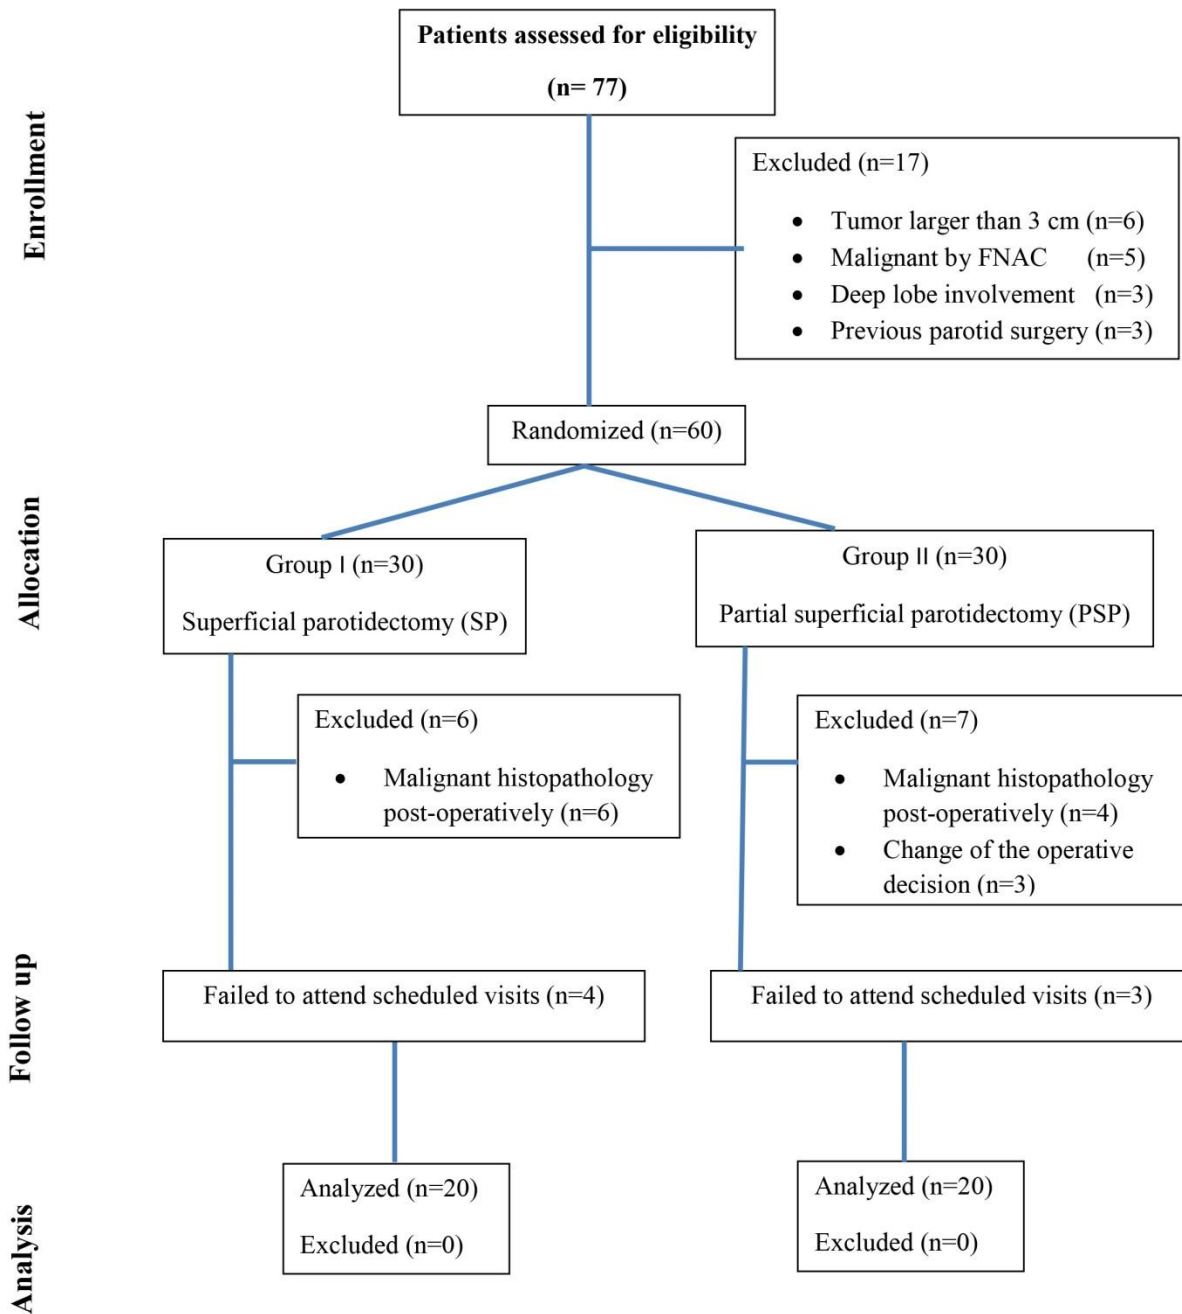 Patients assessed for eligibility
(n= 77)
Enrollment
Excluded (n=17)
• Tumor larger than 3 cm (n=6)
• Malignant by FNAC (n=5)
• Deep lobe involvement (n=3)
• Previous parotid surgery (n=3)
Randomized (n=60)
Allocation
Group I (n=30)
Superficial parotidectomy (SP)
Group II (n=30)
Partial superficial parotidectomy (PSP)
Excluded (n=6)
• Malignant histopathology
post-operatively (n=6)
Excluded (n=7)
• Malignant histopathology
post-operatively (n=4)
• Change of the operative
decision (n=3)
Follow up
Failed to attend scheduled visits (n=4)
Failed to attend scheduled visits (n=3)
Analysis
Analyzed (n=20)
Excluded (n=0)
Analyzed (n=20)
Excluded (n=0)